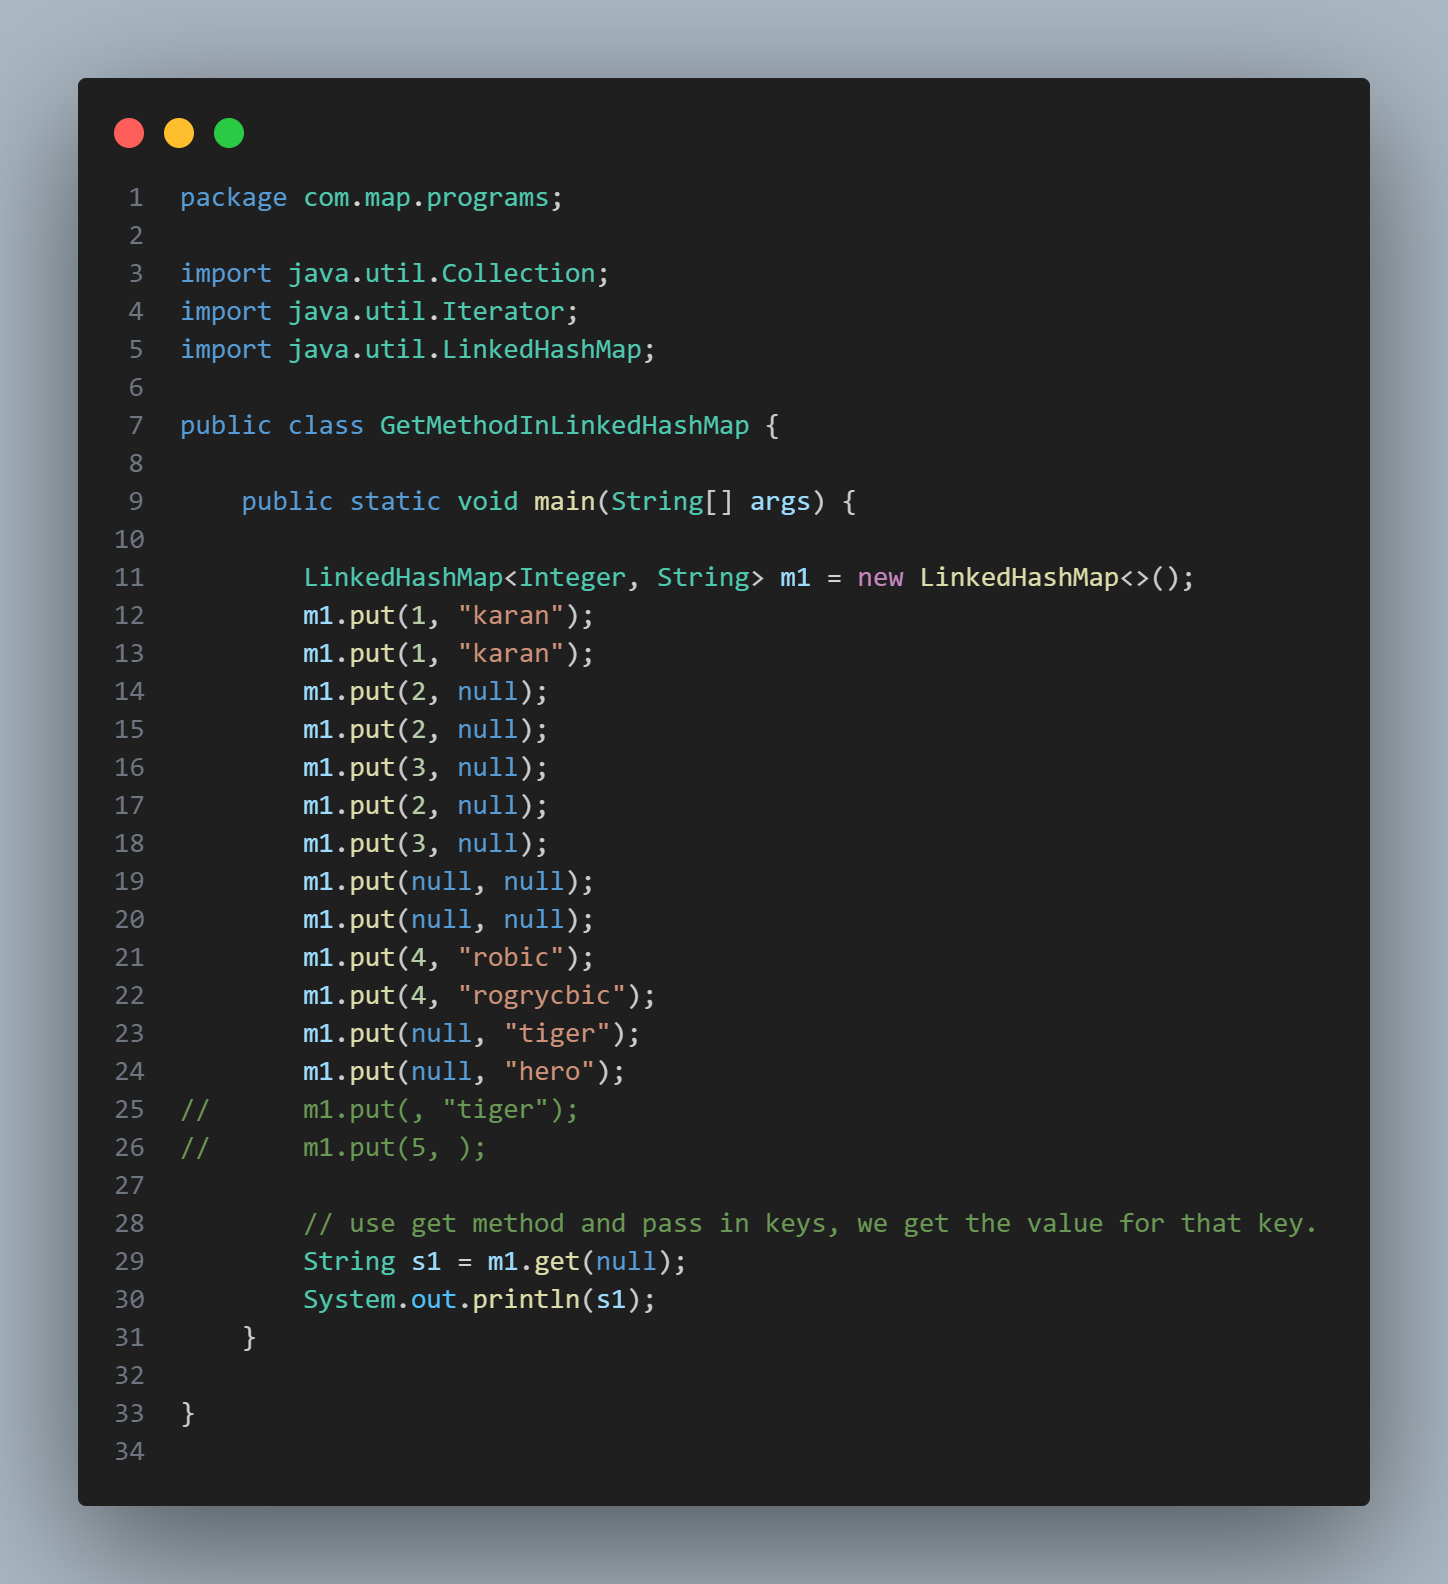 1 package com.map.programs;
2
3 import java.util.Collection;
4 import java.util.Iterator;
5 import java.util.LinkedHashMap;
6
7 public class GetMethodInLinkedHashMap {
8
9     public static void main(String[] args) {
10
11         LinkedHashMap<Integer, String> m1 = new LinkedHashMap<>();
12         m1.put(1, "karan");
13         m1.put(1, "karan");
14         m1.put(2, null);
15         m1.put(2, null);
16         m1.put(3, null);
17         m1.put(2, null);
18         m1.put(3, null);
19         m1.put(null, null);
20         m1.put(null, null);
21         m1.put(4, "robic");
22         m1.put(4, "rogrycbic");
23         m1.put(null, "tiger");
24         m1.put(null, "hero");
25 //      m1.put(, "tiger");
26 //      m1.put(5, );
27
28         // use get method and pass in keys, we get the value for that key.
29         String s1 = m1.get(null);
30         System.out.println(s1);
31     }
32
33 }
34